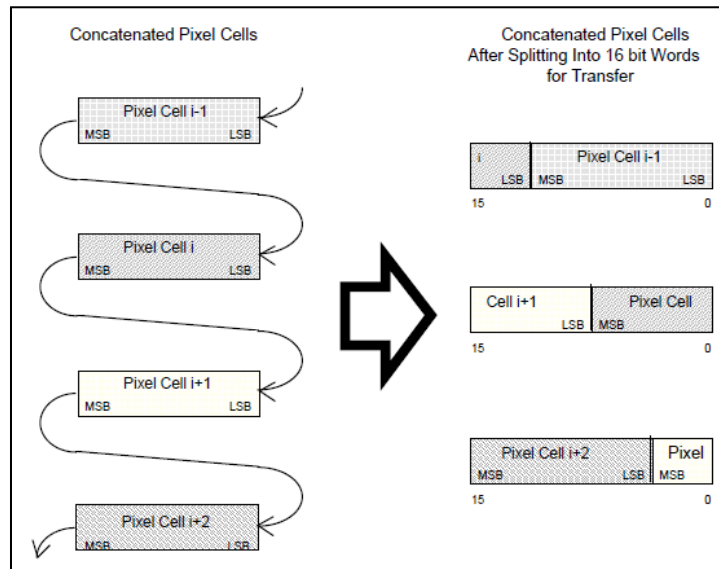 Concatenated Pixel Cells
Pixel Cell i-1
MSB LSB
Pixel Cell i
MSB LSB
Pixel Cell i+1
MSB LSB
Pixel Cell i+2
MSB LSB
Concatenated Pixel Cells
After Splitting Into 16 bit Words
for Transfer
i Pixel Cell i-1
LSB MSB LSB
15 0
Cell i+1 Pixel Cell
LSB MSB
15 0
Pixel Cell i+2 Pixel
MSB LSB MSB
15 0